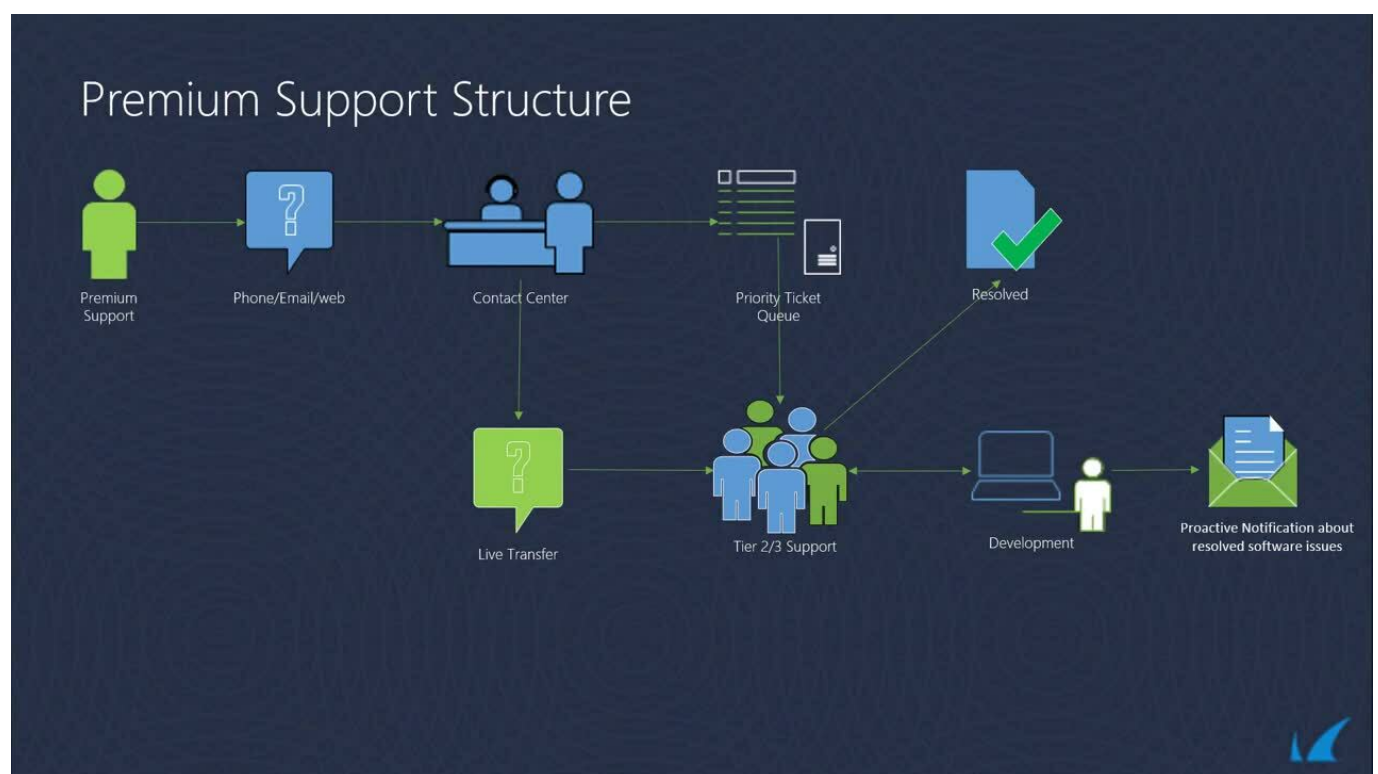 Premium Support Structure
Premium
Support
Phone/Email/web
Contact Center
Priority Ticket
Queue
Resolved
Live Transfer
Tier 2/3 Support
Development
Proactive Notification about
resolved software issues